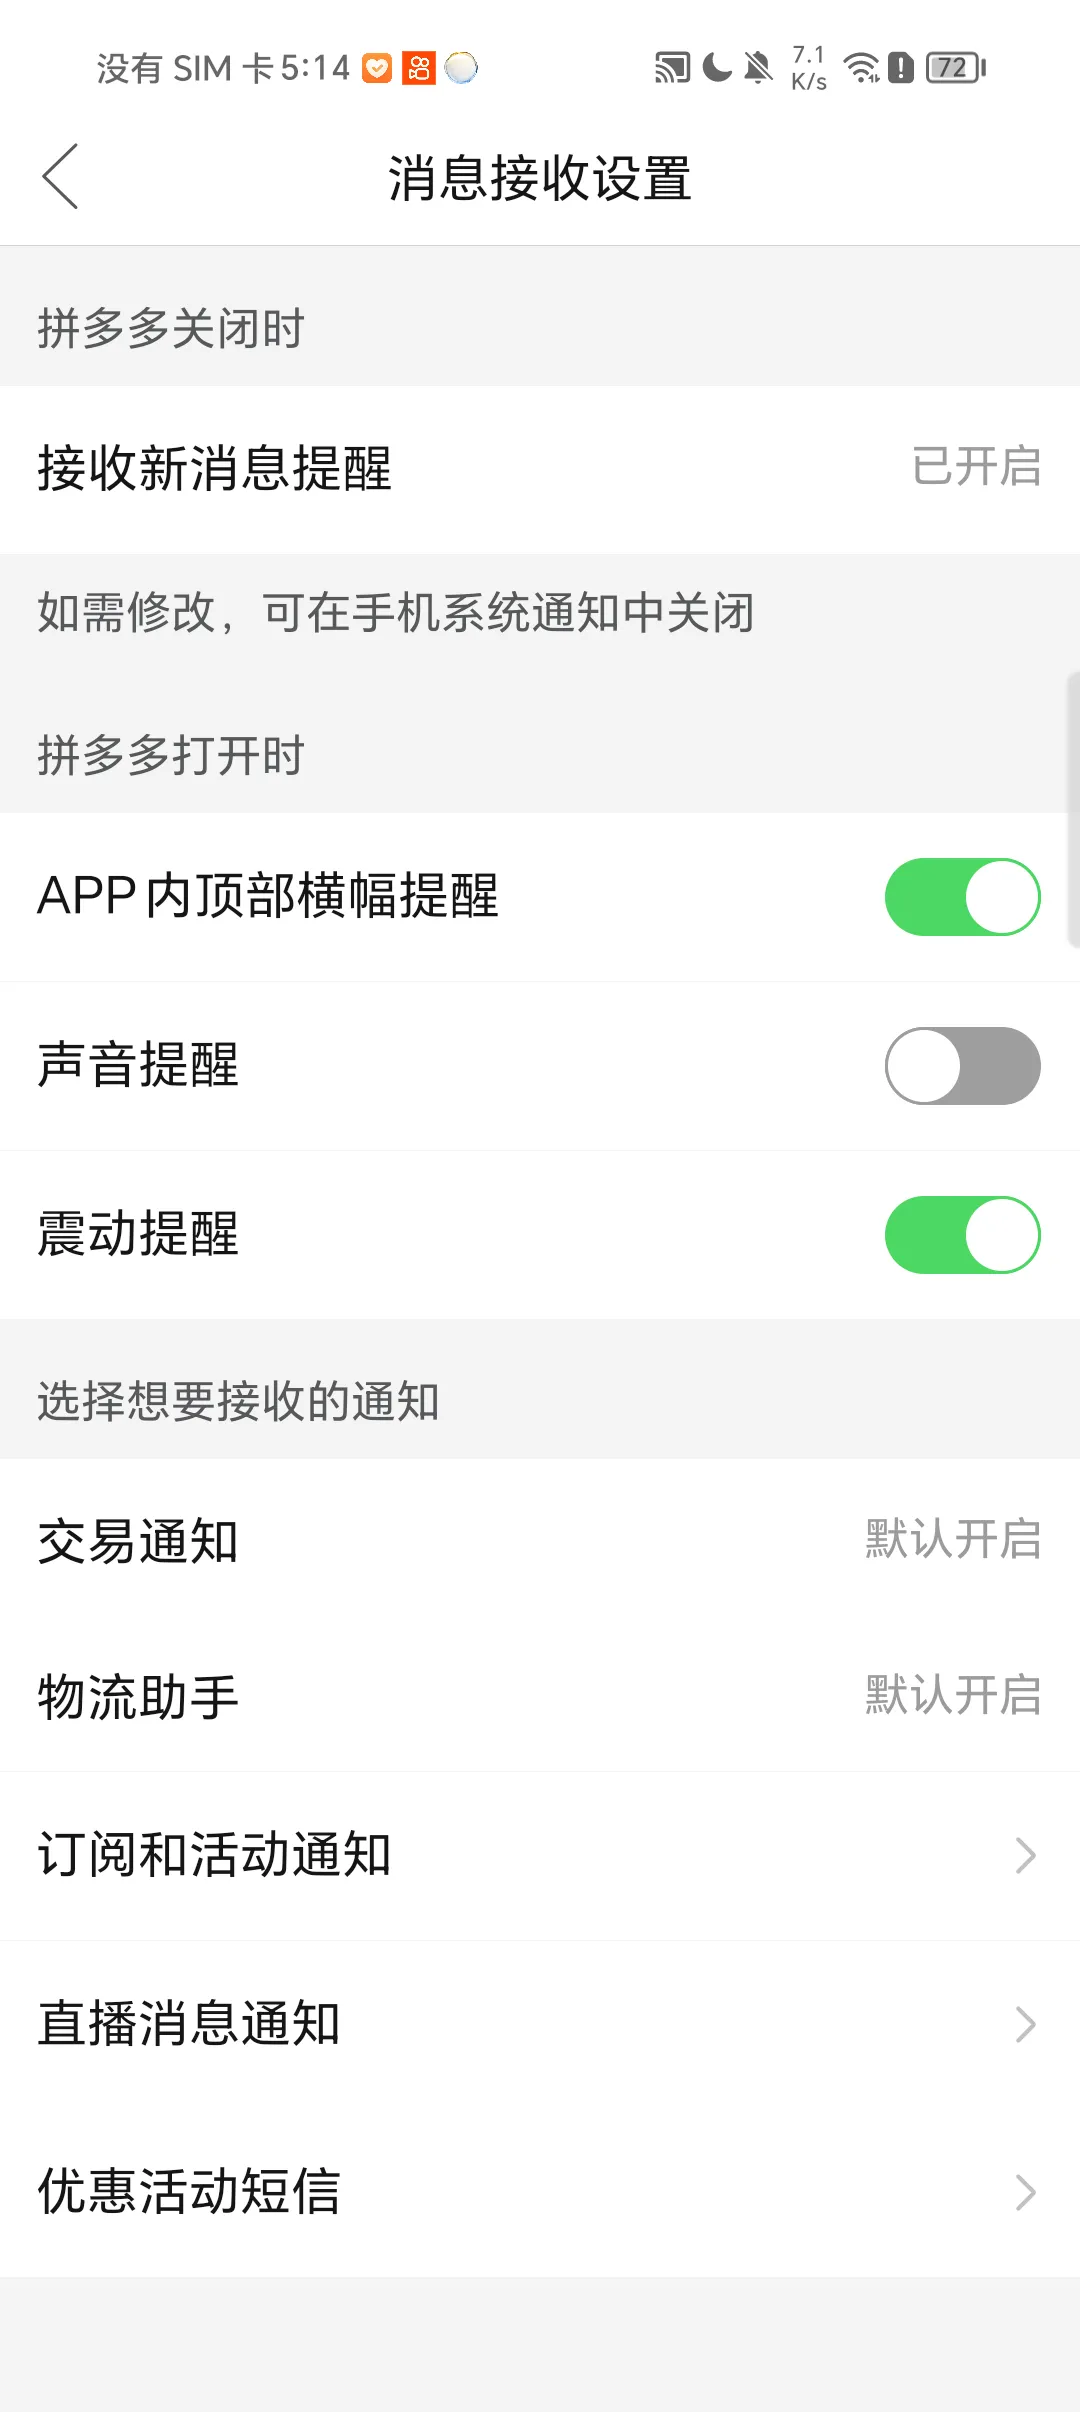 没有 SIM 卡 5:14 7.1 K/s 72
消息接收设置
拼多多关闭时
接收新消息提醒 已开启
如需修改，可在手机系统通知中关闭
拼多多打开时
APP内顶部横幅提醒
声音提醒
震动提醒
选择想要接收的通知
交易通知 默认开启
物流助手 默认开启
订阅和活动通知
直播消息通知
优惠活动短信